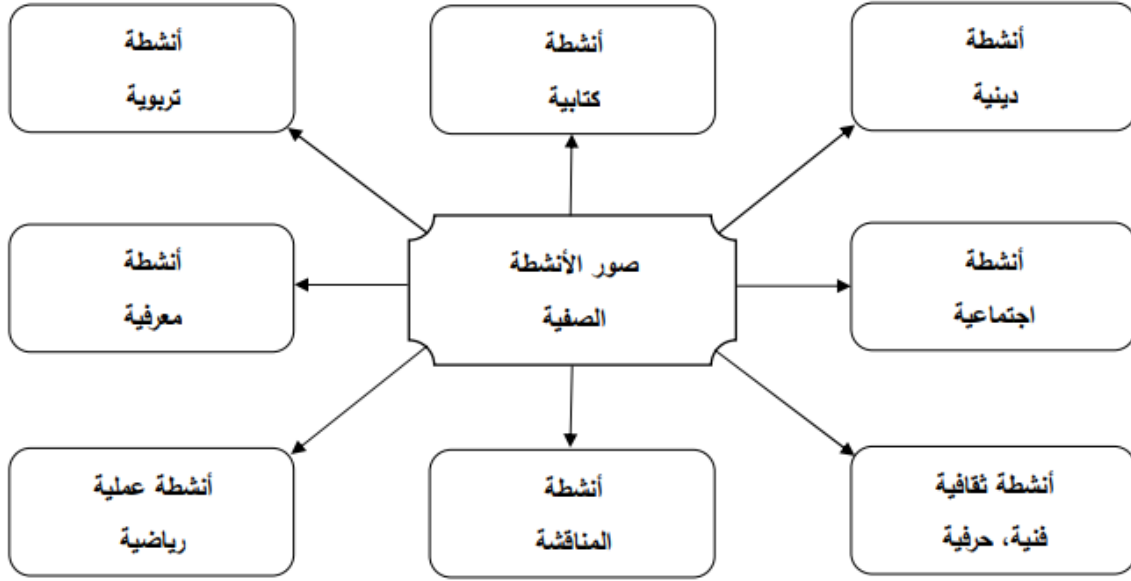 أنشطة
دينية
أنشطة
كتابية
أنشطة
تربوية
أنشطة
اجتماعية
صور الأنشطة
الصفية
أنشطة
معرفية
أنشطة ثقافية
فنية، حرفية
أنشطة
المناقشة
أنشطة عملية
رياضية